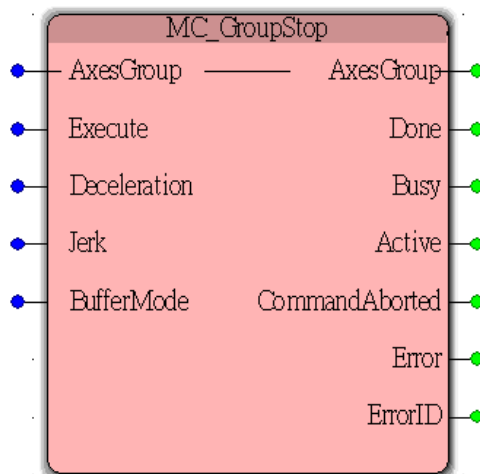 MC_GroupStop
AxesGroup AxesGroup
Execute Done
Deceleration Busy
Jerk Active
BufferMode CommandAborted
Error
ErrorID